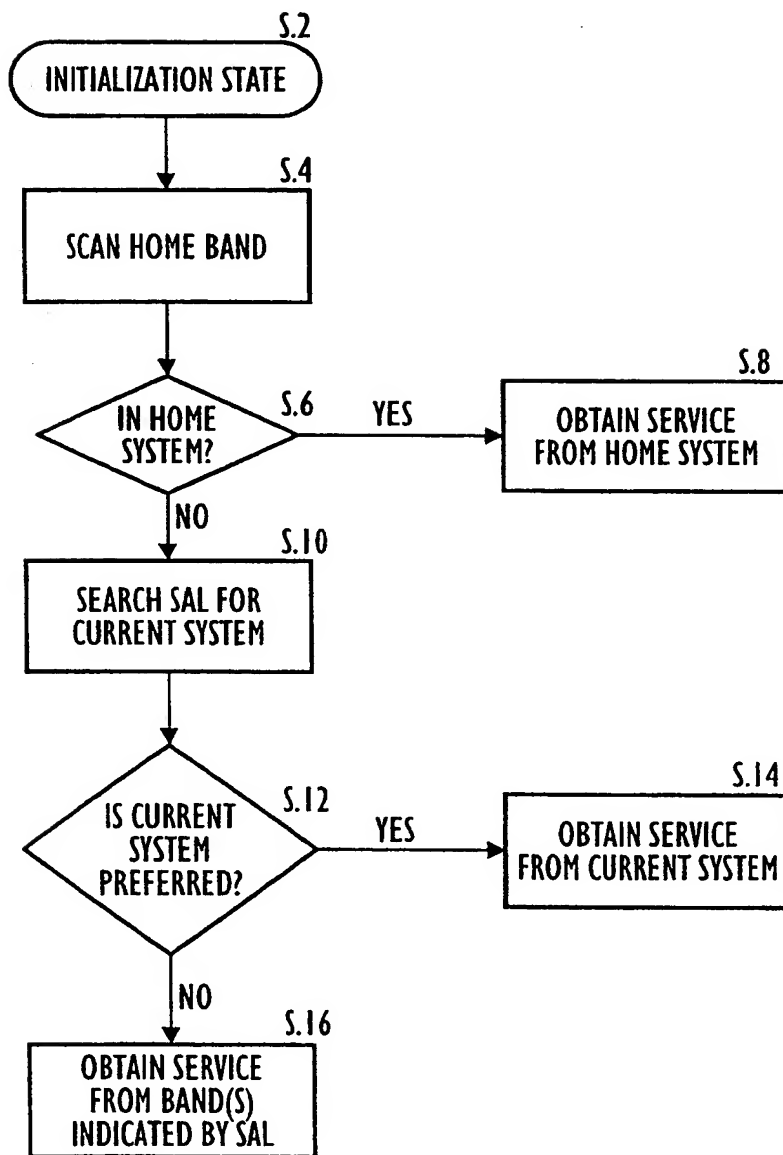 S.2
INITIALIZATION STATE
S.4
SCAN HOME BAND
S.6
IN HOME
SYSTEM?
YES
S.8
OBTAIN SERVICE
FROM HOME SYSTEM
NO
S.10
SEARCH SAL FOR
CURRENT SYSTEM
S.12
IS CURRENT
SYSTEM
PREFERRED?
YES
S.14
OBTAIN SERVICE
FROM CURRENT SYSTEM
NO
S.16
OBTAIN SERVICE
FROM BAND(S)
INDICATED BY SAL